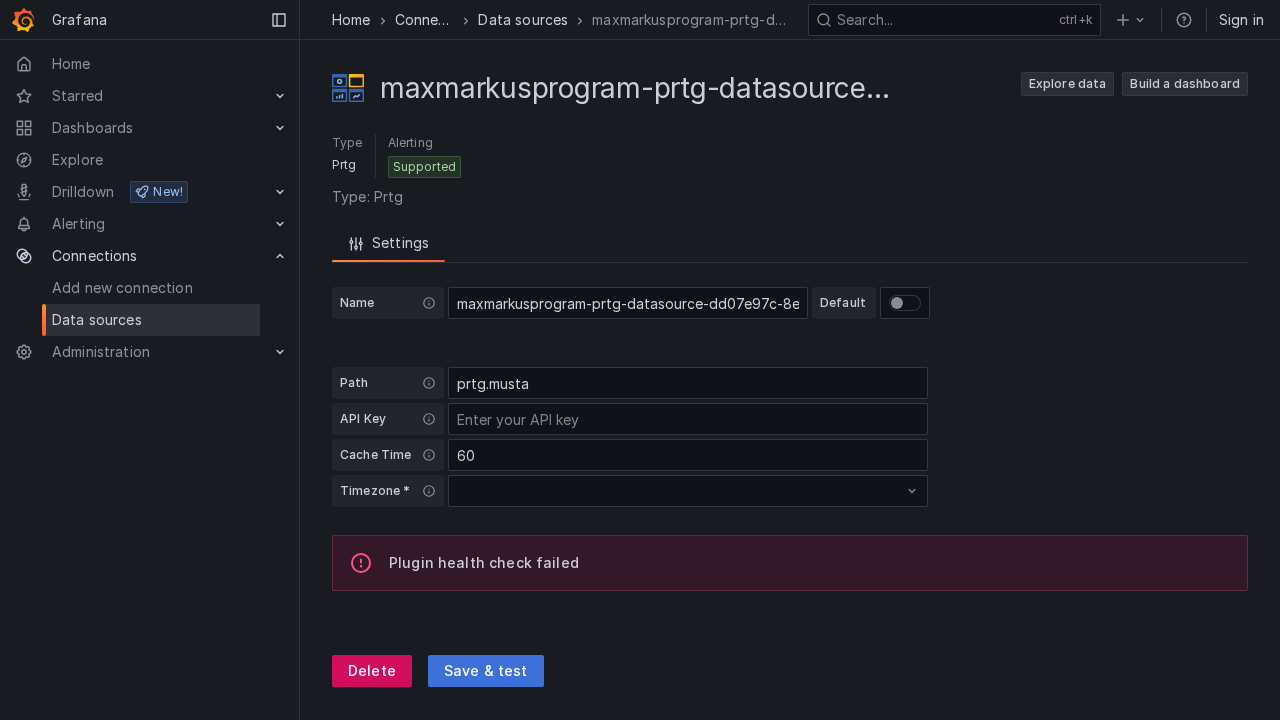 Grafana
Home
Conne...
Data sources
maxmarkusprogram-prtg-d...
Search...
ctrl+k
Sign in
Home
Starred
Dashboards
Explore
Drilldown
New!
Alerting
Connections
Add new connection
Data sources
Administration
maxmarkusprogram-prtg-datasource...
Explore data
Build a dashboard
Type
Prtg
Alerting
Supported
Type: Prtg
Settings
Name
maxmarkusprogram-prtg-datasource-dd07e97c-8e
Default
Path
prtg.musta
API Key
Enter your API key
Cache Time
60
Timezone *
Plugin health check failed
Delete
Save & test